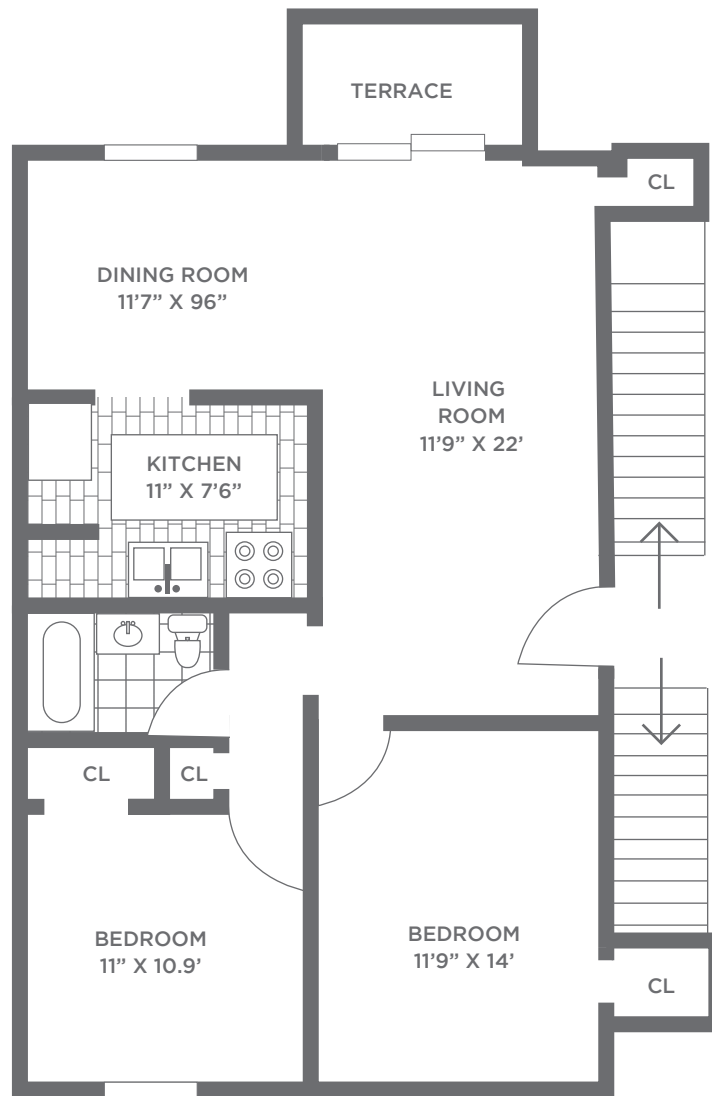 TERRACE
CL
DINING ROOM
11’7” X 96”
LIVING
ROOM
11’9” X 22’
KITCHEN
11” X 7’6”
CL
CL
BEDROOM
11” X 10.9’
BEDROOM
11’9” X 14’
CL